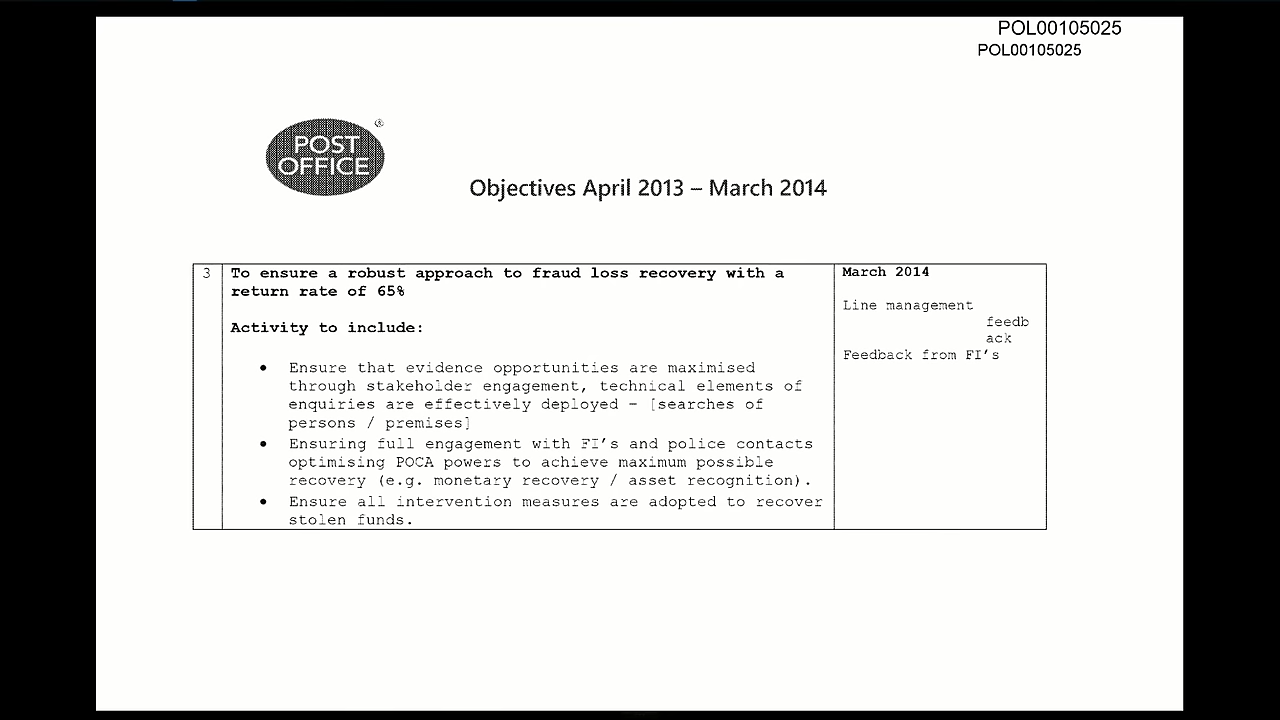 POL00105025
POL00105025
POST
OFFICE
®
Objectives April 2013 – March 2014
3
To ensure a robust approach to fraud loss recovery with a
return rate of 65%
Activity to include:
• Ensure that evidence opportunities are maximised
through stakeholder engagement, technical elements of
enquiries are effectively deployed – [searches of
persons / premises]
• Ensuring full engagement with FI's and police contacts
optimising POCA powers to achieve maximum possible
recovery (e.g. monetary recovery / asset recognition).
• Ensure all intervention measures are adopted to recover
stolen funds.
March 2014
Line management
feedb
ack
Feedback from FI's